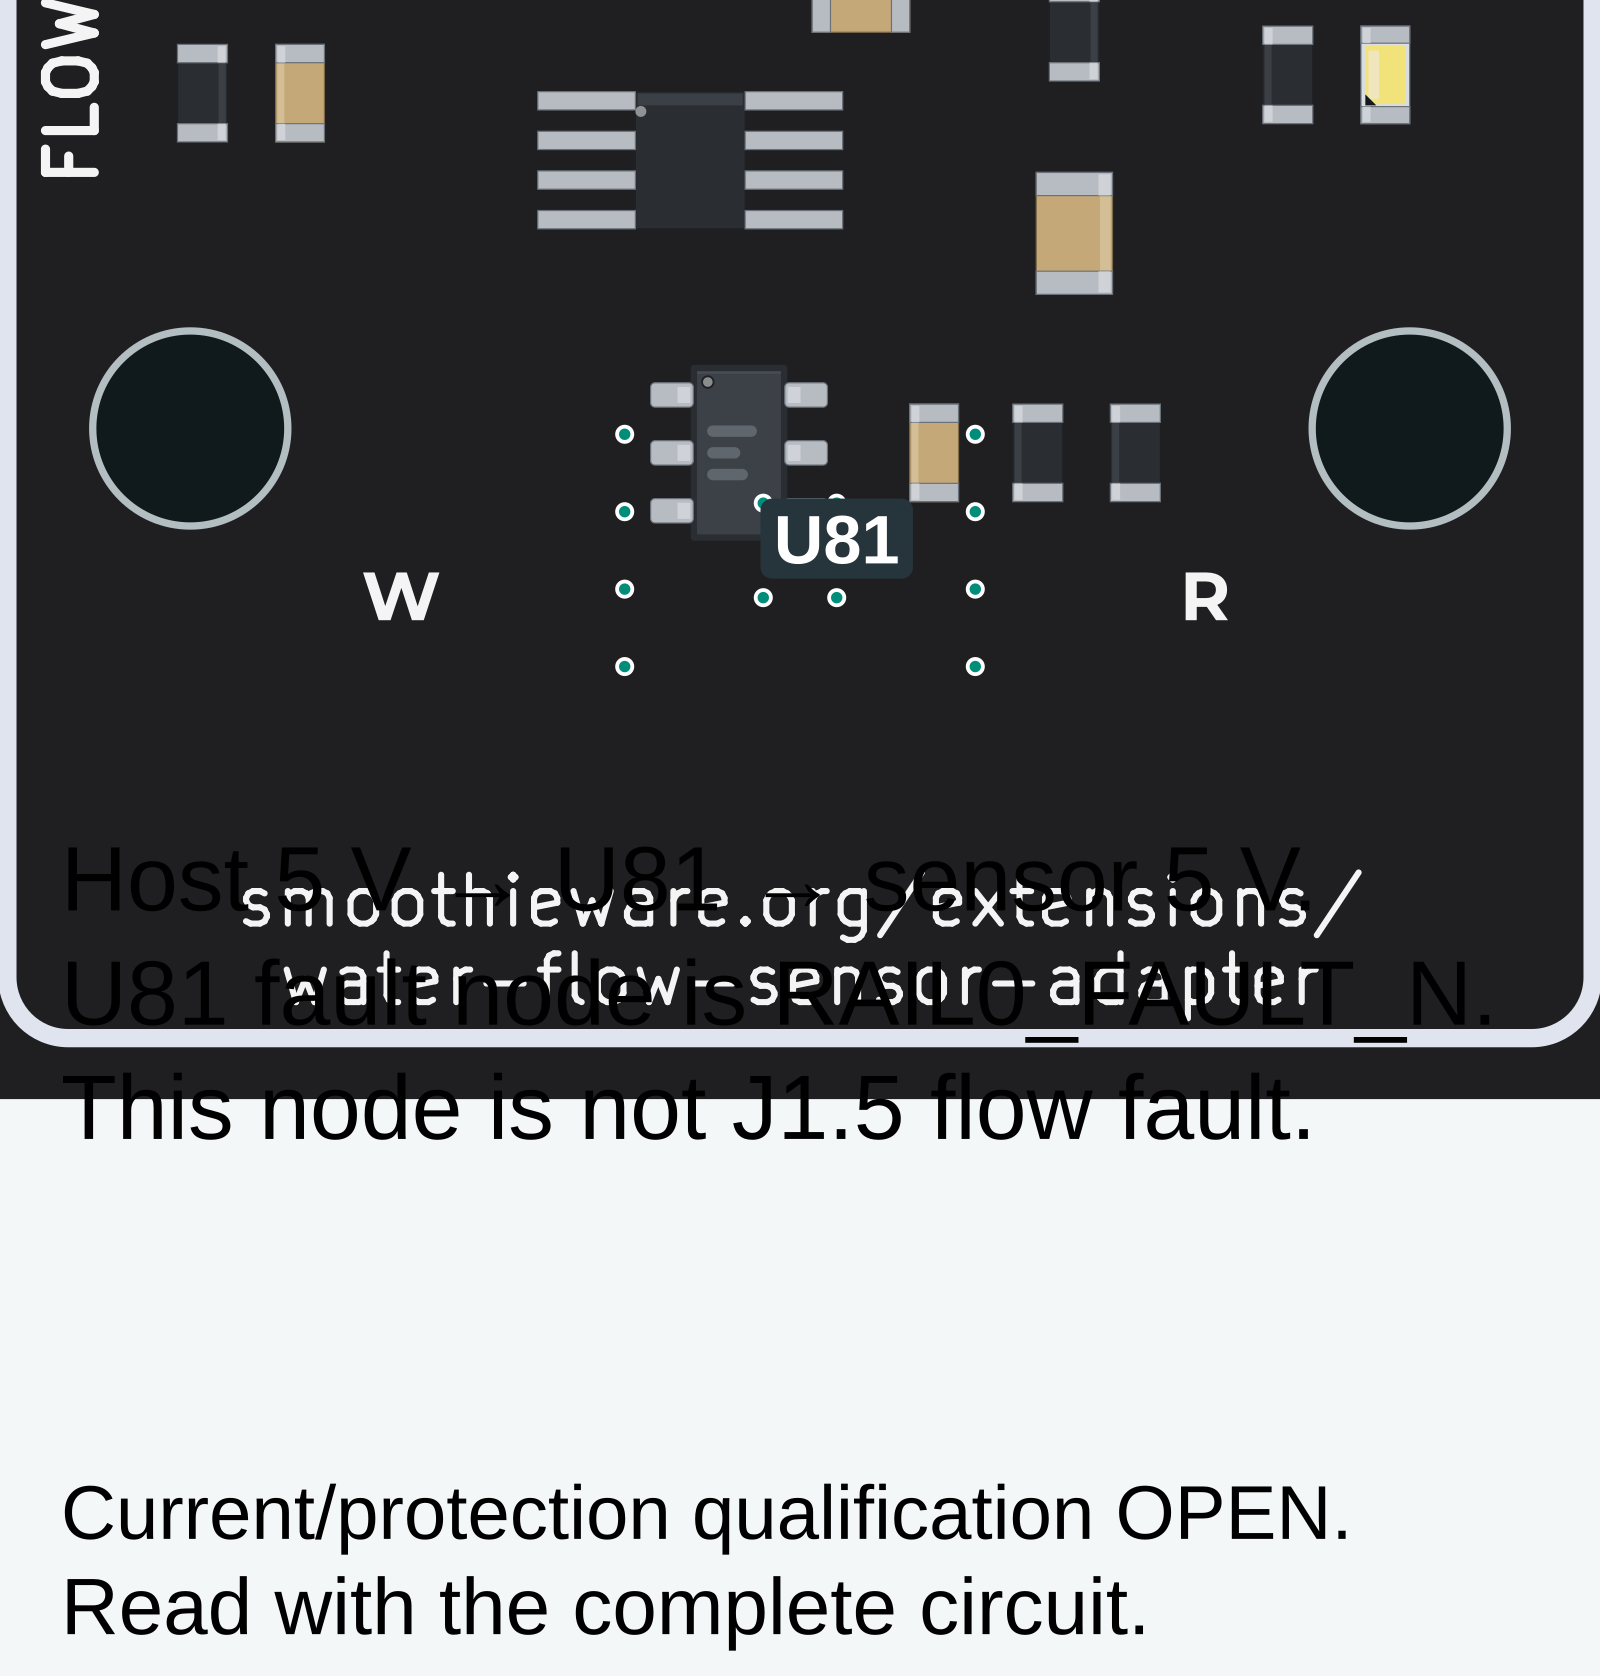 FLOW
U81
W
R
Host 5 V → U81 → sensor 5 V.
smoothieware.org/extensions/
U81 fault node is RAIL0_FAULT_N.
water-flow-sensor-adapter
This node is not J1.5 flow fault.
Current/protection qualification OPEN.
Read with the complete circuit.